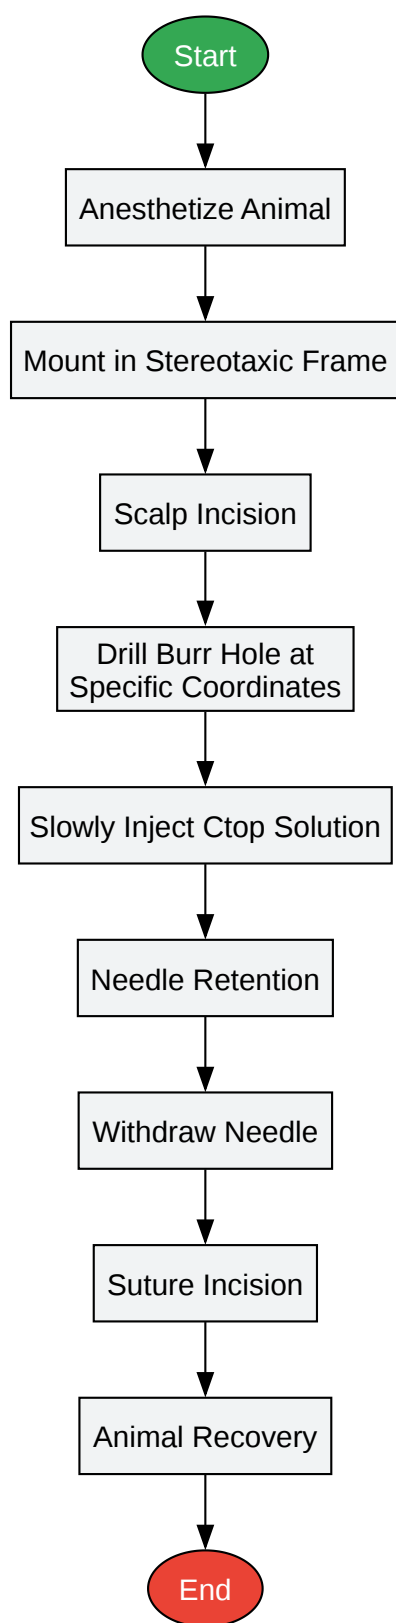 Start
Anesthetize Animal
Mount in Stereotaxic Frame
Scalp Incision
Drill Burr Hole at
Specific Coordinates
Slowly Inject Ctop Solution
Needle Retention
Withdraw Needle
Suture Incision
Animal Recovery
End